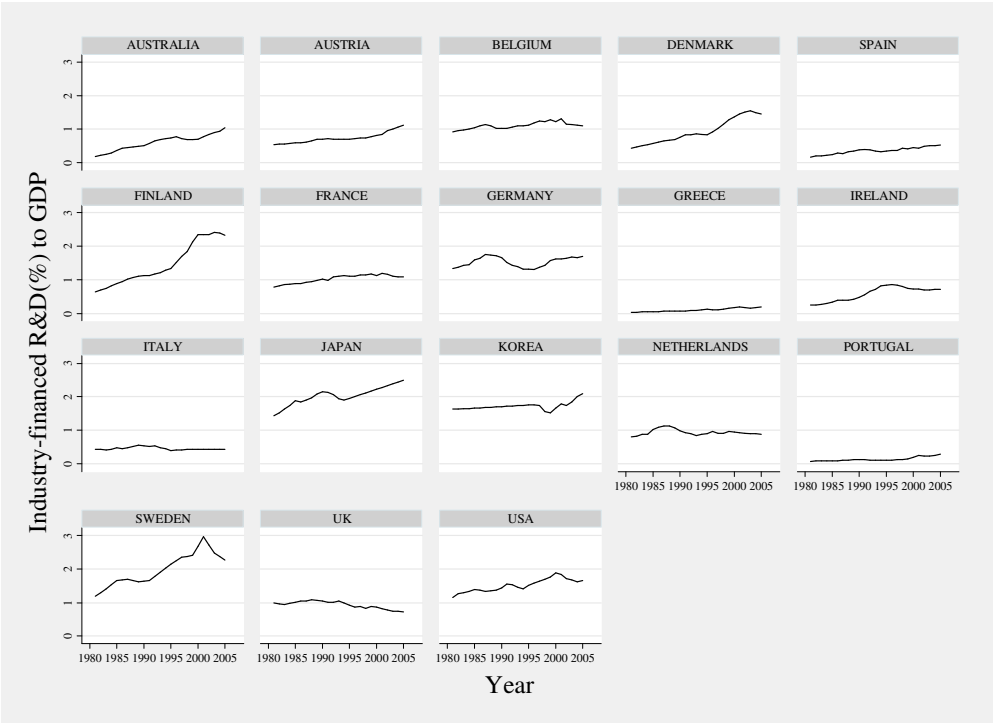 AUSTRALIA AUSTRIA BELGIUM DENMARK SPAIN
3
2
1
0
FINLAND FRANCE GERMANY GREECE IRELAND
3
2
1
0
Industry-financed R&D(%) to GDP
ITALY JAPAN KOREA NETHERLANDS PORTUGAL
3
2
1
0
1980 1985 1990 1995 2000 2005 1980 1985 1990 1995 2000 2005
SWEDEN UK USA
3
2
1
0
1980 1985 1990 1995 2000 2005 1980 1985 1990 1995 2000 2005 1980 1985 1990 1995 2000 2005
Year